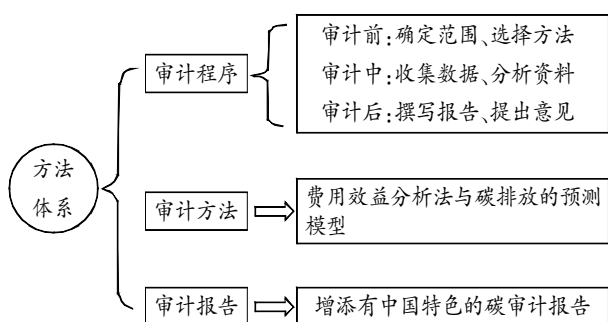 方法
体系
审计程序
审计前:确定范围、选择方法
审计中:收集数据、分析资料
审计后:撰写报告、提出意见
审计方法
费用效益分析法与碳排放的预测
模型
审计报告
增添有中国特色的碳审计报告